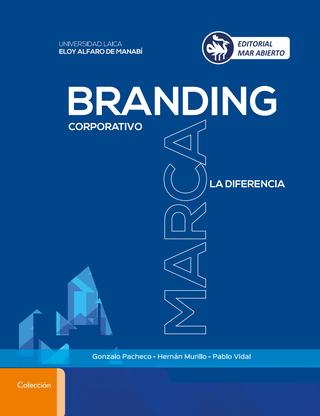 UNIVERSIDAD LAICA
ELOY ALFARO DE MANABÍ
EDITORIAL
MAR ABIERTO
BRANDING
CORPORATIVO
MARCA
LA DIFERENCIA
Gonzalo Pacheco - Hernán Murillo - Pablo Vidal
Colección